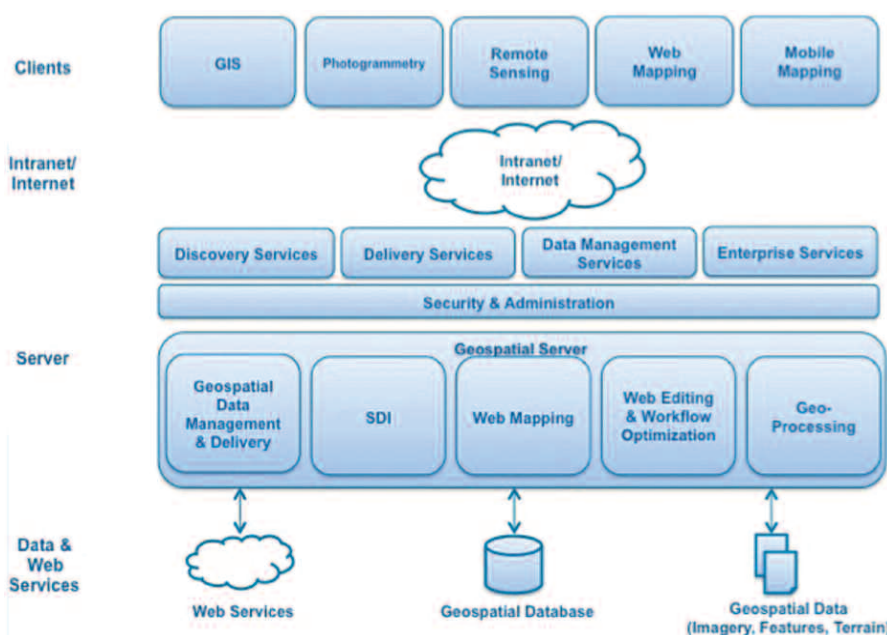 Clients
GIS
Photogrammetry
Remote
Sensing
Web
Mapping
Mobile
Mapping
Intranet/
Internet
Intranet/
Internet
Discovery Services
Delivery Services
Data Management
Services
Enterprise Services
Security & Administration
Server
Geospatial Server
Geospatial
Data
Management
& Delivery
SDI
Web Mapping
Web Editing
& Workflow
Optimization
Geo-
Processing
Data &
Web
Services
Web Services
Geospatial Database
Geospatial Data
(Imagery, Features, Terrain)